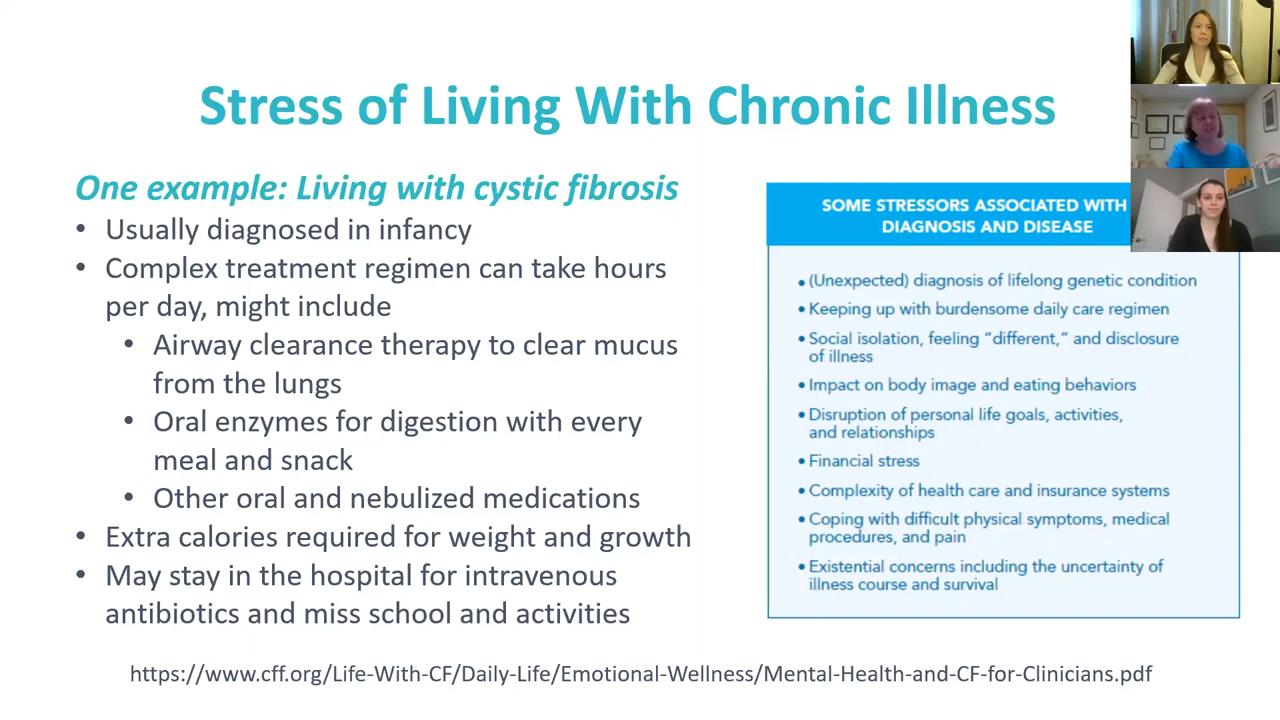 Stress of Living With Chronic Illness
One example: Living with cystic fibrosis
• Usually diagnosed in infancy
• Complex treatment regimen can take hours
per day, might include
• Airway clearance therapy to clear mucus
from the lungs
• Oral enzymes for digestion with every
meal and snack
• Other oral and nebulized medications
• Extra calories required for weight and growth
• May stay in the hospital for intravenous
antibiotics and miss school and activities
SOME STRESSORS ASSOCIATED WITH
DIAGNOSIS AND DISEASE
• (Unexpected) diagnosis of lifelong genetic condition
• Keeping up with burdensome daily care regimen
• Social isolation, feeling “different,” and disclosure
of illness
• Impact on body image and eating behaviors
• Disruption of personal life goals, activities,
and relationships
• Financial stress
• Complexity of health care and insurance systems
• Coping with difficult physical symptoms, medical
procedures, and pain
• Existential concerns including the uncertainty of
illness course and survival
https://www.cff.org/Life-With-CF/Daily-Life/Emotional-Wellness/Mental-Health-and-CF-for-Clinicians.pdf